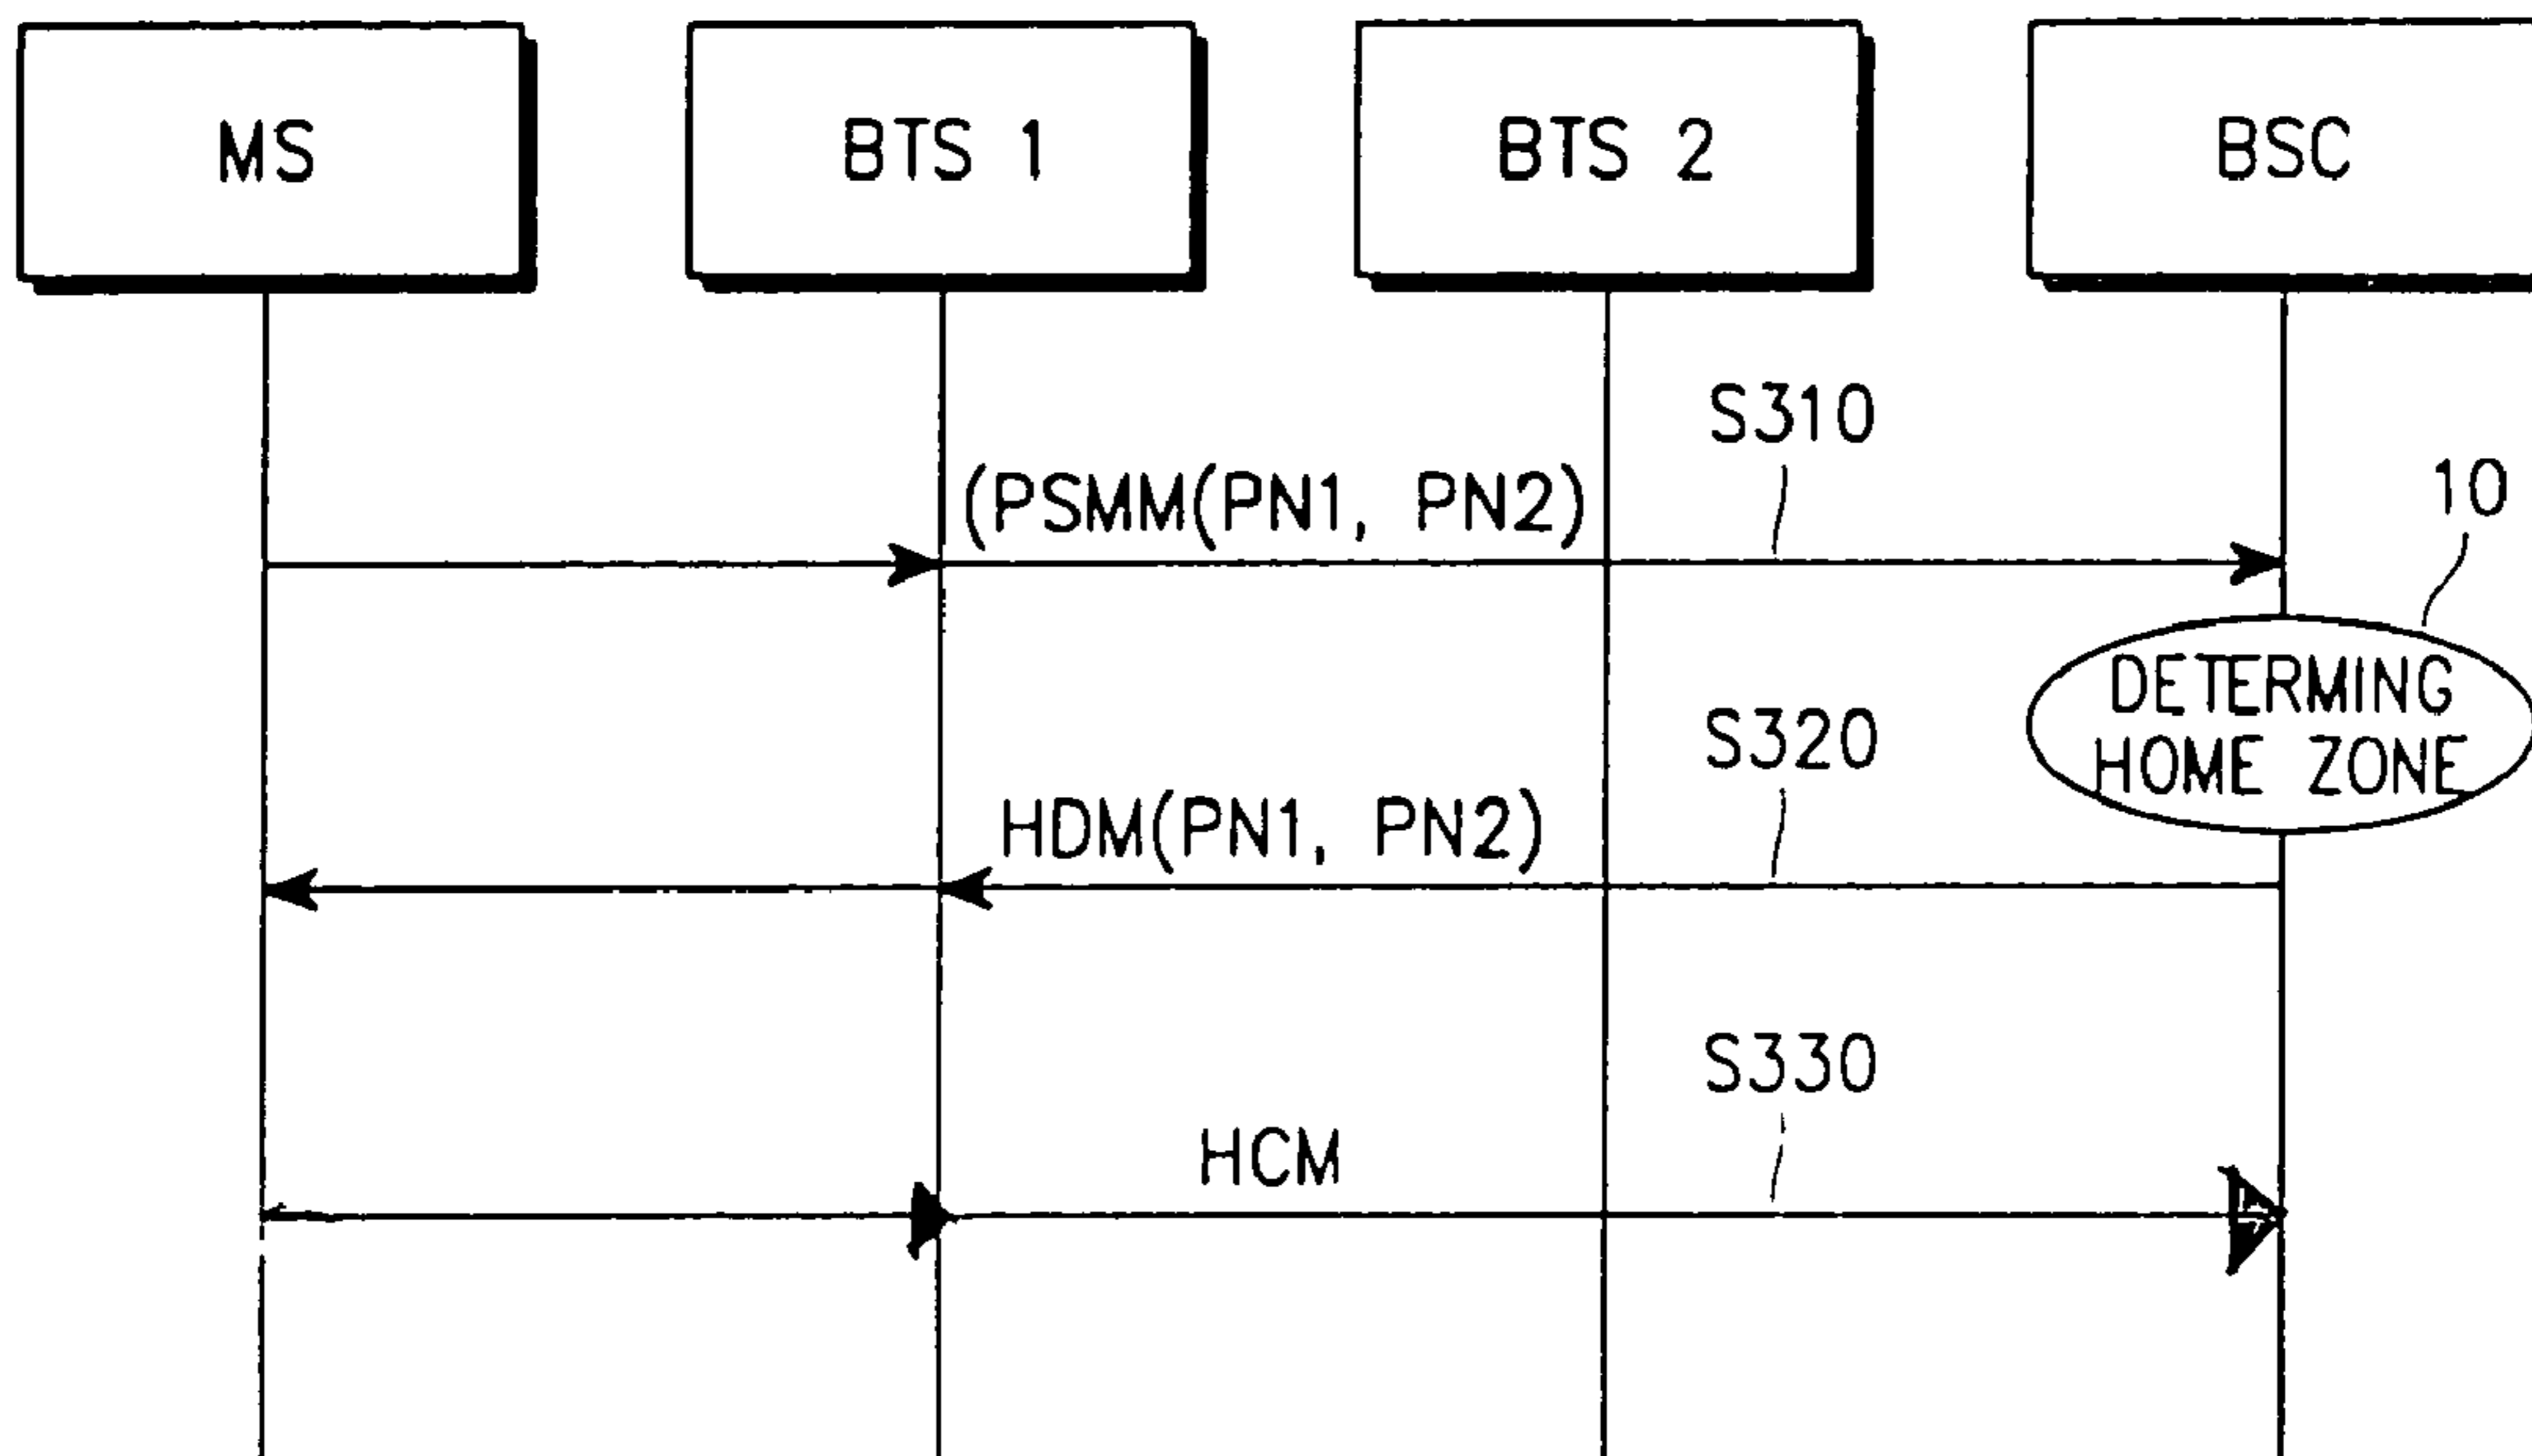 MS
BTS 1
BTS 2
BSC
S310
(PSMM(PN1, PN2)
10
DETERMING
HOME ZONE
S320
HDM(PN1, PN2)
S330
HCM